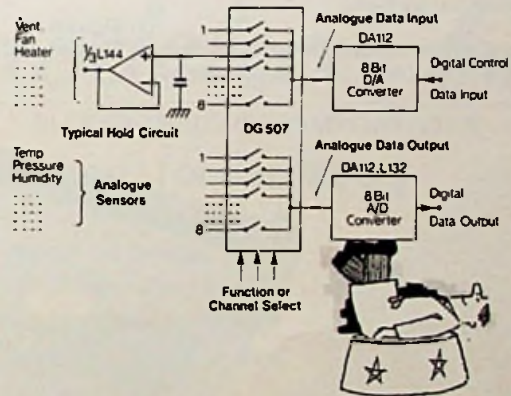 Vent.
Fan
Heater
⅓L144
Typical Hold Circuit
Temp
Pressure
Humidity
Analogue
Sensors
1
8
DG 507
1
8
Function or
Channel Select
Analogue Data Input
DA112
8 Bit
D/A
Converter
Digital Control
Data Input
Analogue Data Output
DA112,L132
8 Bit
A/D
Converter
Digital
Data Output